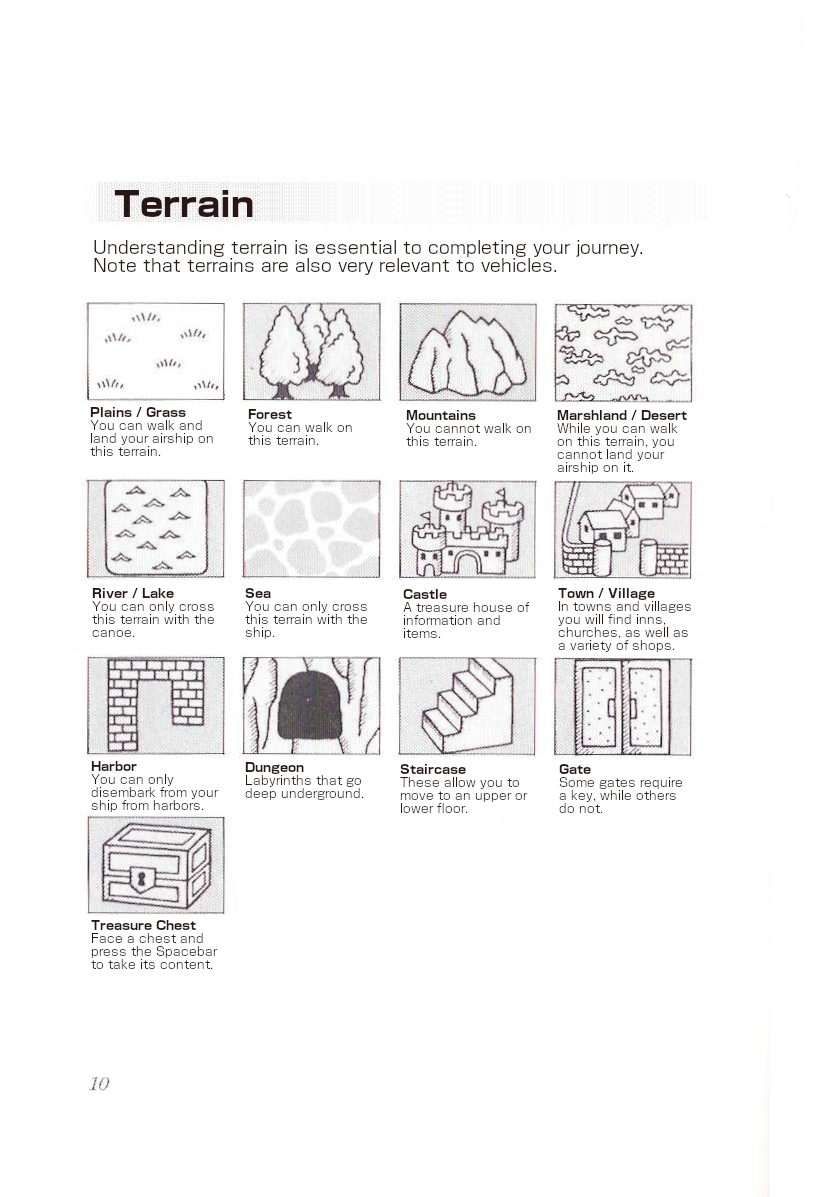 Terrain
Understanding terrain is essential to completing your journey.
Note that terrains are also very relevant to vehicles.
Plains / Grass
You can walk and
land your airship on
this terrain.
Forest
You can walk on
this terrain.
Mountains
You cannot walk on
this terrain.
Marshland / Desert
While you can walk
on this terrain, you
cannot land your
airship on it.
River / Lake
You can only cross
this terrain with the
canoe.
Sea
You can only cross
this terrain with the
ship.
Castle
A treasure house of
information and
items.
Town / Village
In towns and villages
you will find inns,
churches, as well as
a variety of shops.
Harbor
You can only
disembark from your
ship from harbors.
Dungeon
Labyrinths that go
deep underground.
Staircase
These allow you to
move to an upper or
lower floor.
Gate
Some gates require
a key, while others
do not.
Treasure Chest
Face a chest and
press the Spacebar
to take its content.
10